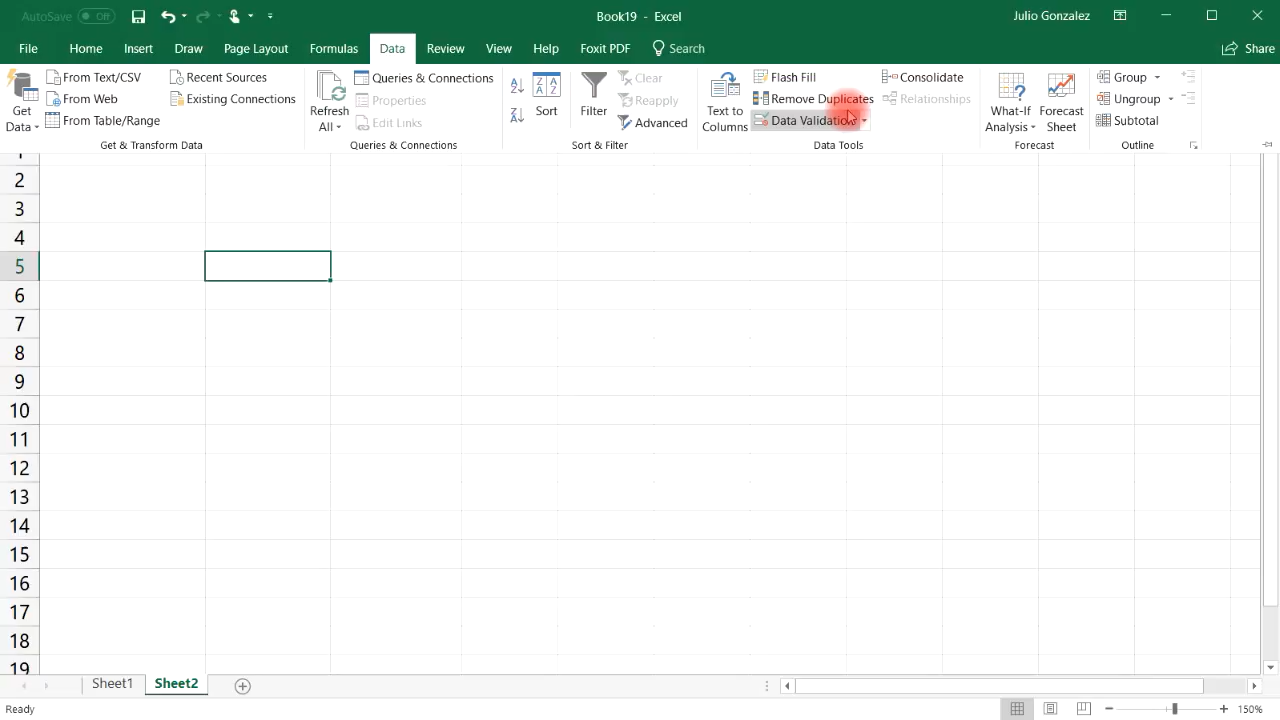 AutoSave Off Book19 - Excel Julio Gonzalez
File Home Insert Draw Page Layout Formulas Data Review View Help Foxit PDF Search Share
Get Data
From Text/CSV
From Web
From Table/Range
Recent Sources
Existing Connections
Get & Transform Data
Refresh All
Queries & Connections
Properties
Edit Links
Queries & Connections
Sort
Filter
Clear
Reapply
Advanced
Sort & Filter
Text to Columns
Flash Fill
Remove Duplicates
Data Validation
Consolidate
Relationships
Data Tools
What-If Analysis
Forecast Sheet
Forecast
Group
Ungroup
Subtotal
Outline
2
3
4
5
6
7
8
9
10
11
12
13
14
15
16
17
18
19
Sheet1 Sheet2
Ready 150%